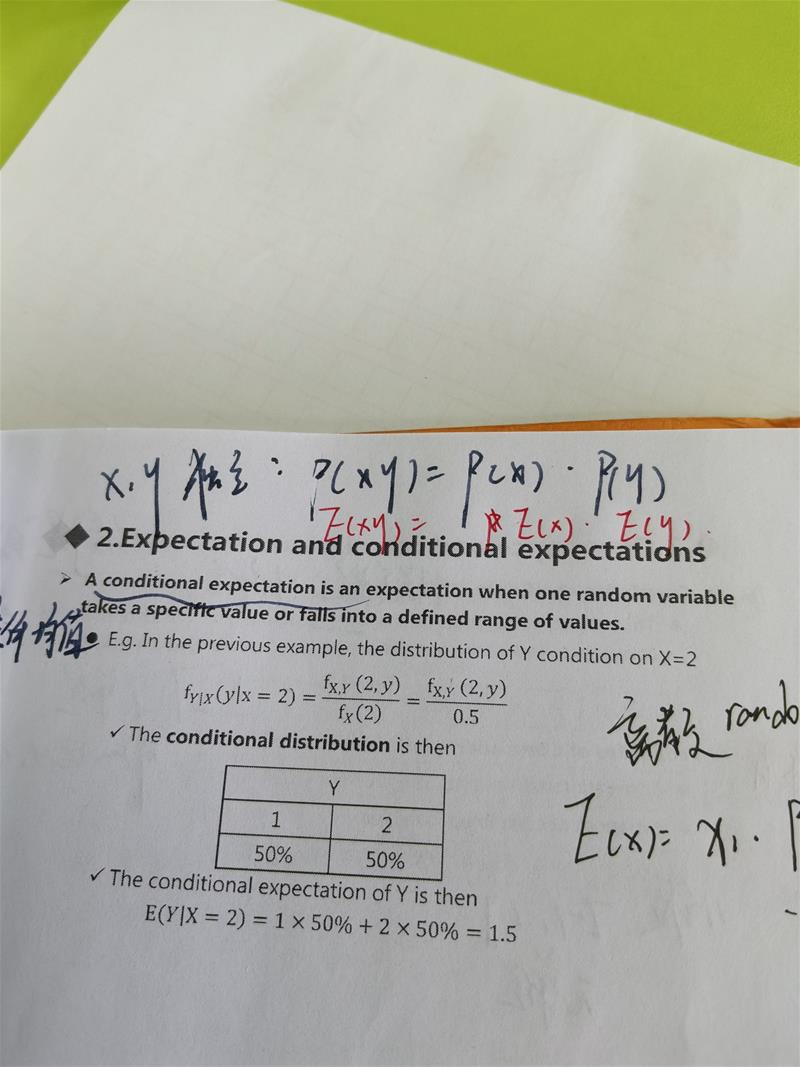 X,Y 独立: P(XY)=P(X)·P(Y)
E(XY)= E(X)· E(Y).
◆ 2.Expectation and conditional expectations
➢ A conditional expectation is an expectation when one random variable
takes a specific value or falls into a defined range of values.
均值
● E.g. In the previous example, the distribution of Y condition on X=2
f_{Y|X}(y|x = 2) = f_{X,Y}(2,y)/f_X(2) = f_{X,Y}(2,y)/0.5
离散 rando
✓ The conditional distribution is then
Y
1 2
E(X)= X₁ · P
50% 50%
✓ The conditional expectation of Y is then
E(Y|X = 2) = 1 × 50% + 2 × 50% = 1.5